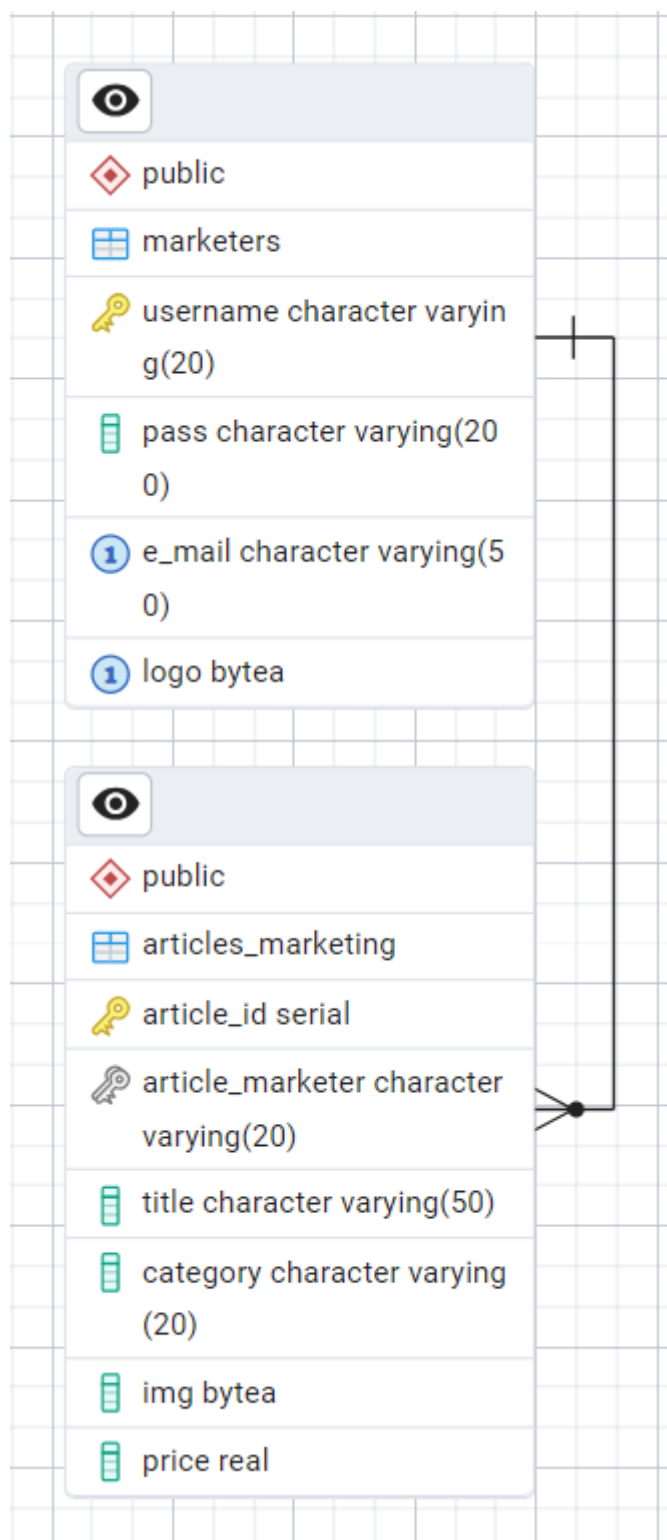 public
marketers
username character varyin
g(20)
pass character varying(20
0)
1 e_mail character varying(5
0)
1 logo bytea
public
articles_marketing
article_id serial
article_marketer character
varying(20)
title character varying(50)
category character varying
(20)
img bytea
price real